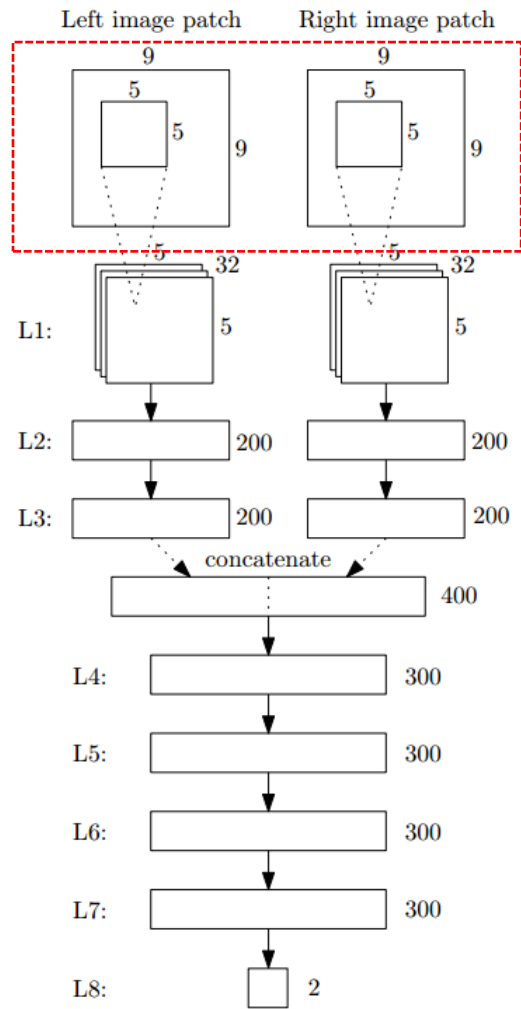 Left image patch Right image patch
9 9
5 5
5 9 5 9
5 32 5 32
L1: 5 5
L2: 200 200
L3: 200 200
concatenate
400
L4: 300
L5: 300
L6: 300
L7: 300
L8: 2